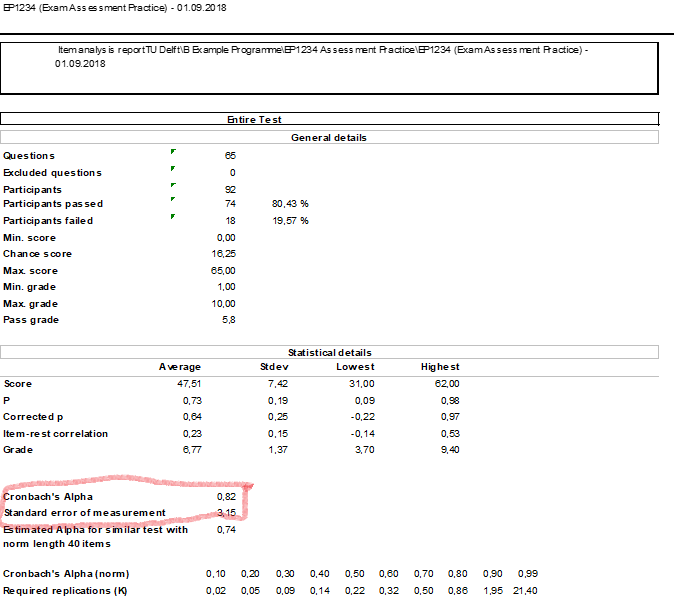 EP1234 (Exam Assessment Practice) - 01.09.2018
Item analysis report TU Delft\B Example Programme\EP1234 Assessment Practice\EP1234 (Exam Assessment Practice) -
01.09.2018
Entire Test
General details
Questions 65
Excluded questions 0
Participants 92
Participants passed 74 80,43 %
Participants failed 18 19,57 %
Min. score 0,00
Chance score 16,25
Max. score 65,00
Min. grade 1,00
Max. grade 10,00
Pass grade 5,8
Statistical details
Average Stdev Lowest Highest
Score 47,51 7,42 31,00 62,00
P 0,73 0,19 0,09 0,98
Corrected p 0,64 0,25 -0,22 0,97
Item-rest correlation 0,23 0,15 -0,14 0,53
Grade 6,77 1,37 3,70 9,40
Cronbach's Alpha 0,82
Standard error of measurement 3,15
Estimated Alpha for similar test with 0,74
norm length 40 items
Cronbach's Alpha (norm) 0,10 0,20 0,30 0,40 0,50 0,60 0,70 0,80 0,90 0,99
Required replications (K) 0,02 0,05 0,09 0,14 0,22 0,32 0,50 0,86 1,95 21,40